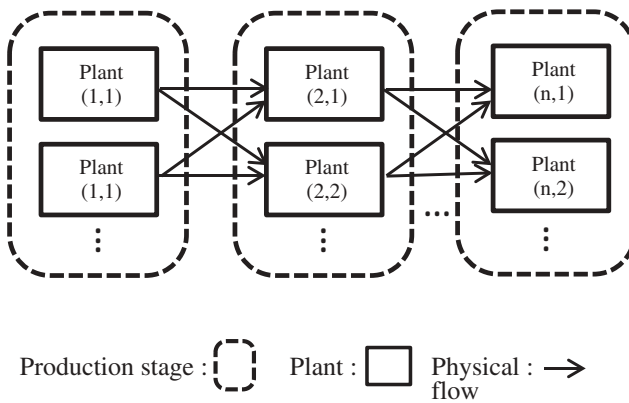 Plant
(1,1)
Plant
(2,1)
Plant
(n,1)
Plant
(1,1)
Plant
(2,2)
Plant
(n,2)
⋮
⋮
...
⋮
Production stage :
Plant :
Physical :
flow